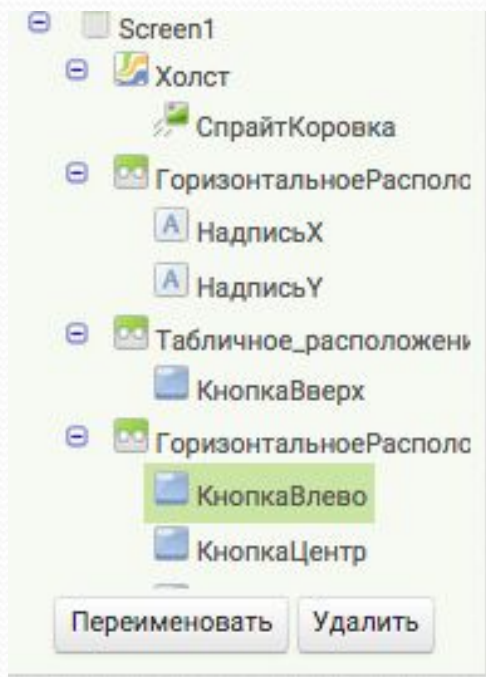 Screen1
Холст
СпрайтКоровка
ГоризонтальноеРасполо
A НадписьX
A НадписьY
Табличное_расположени
КнопкаВверх
ГоризонтальноеРасполо
КнопкаВлево
КнопкаЦентр
Переименовать Удалить